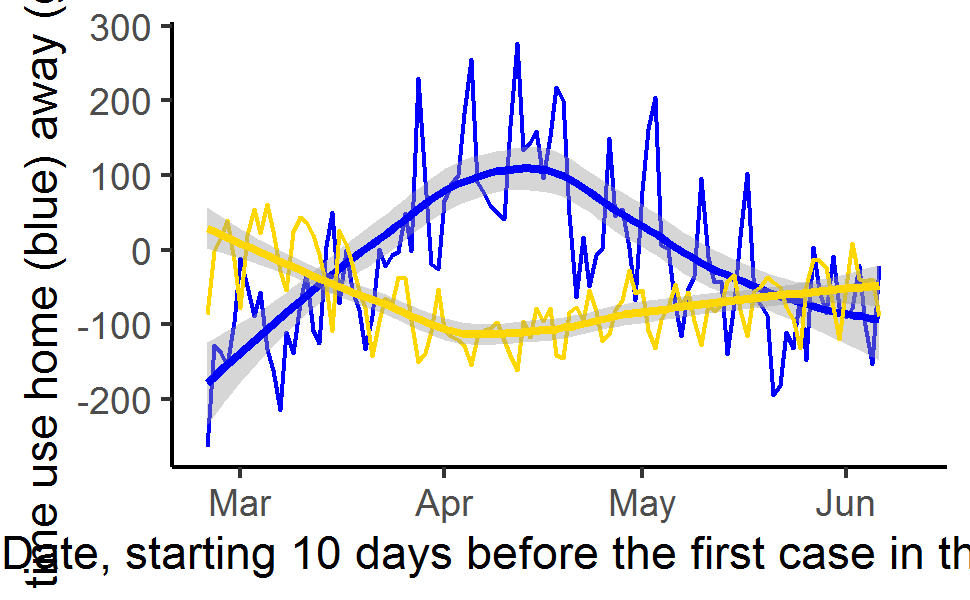 time use home (blue) away (
300
200
100
0
-100
-200
Mar Apr May Jun
Date, starting 10 days before the first case in th